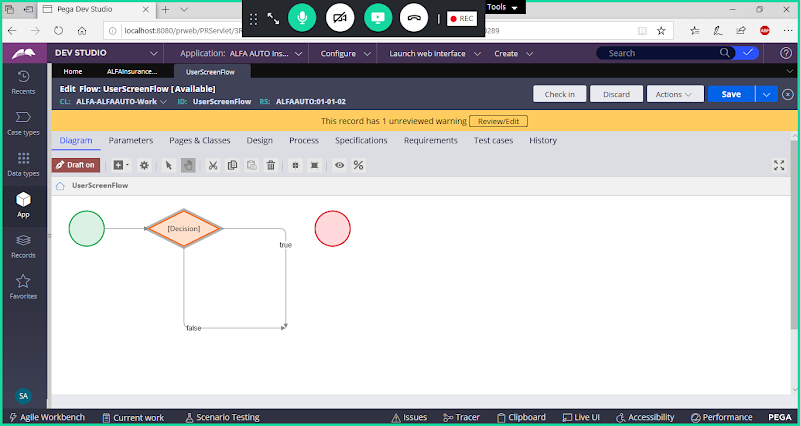 Pega Dev Studio
Tools
REC
localhost:8080/prweb/PRServlet/3R
0289
DEV STUDIO
Application: ALFA AUTO Ins...
Configure
Launch web interface
Create
Search
Home
ALFAInsurance...
UserScreenFlow
Recents
Case types
Data types
App
Records
Favorites
SA
Edit Flow: UserScreenFlow [Available]
CL: ALFA-ALFAAUTO-Work ID: UserScreenFlow RS: ALFAAUTO:01-01-02
Check in
Discard
Actions
Save
This record has 1 unreviewed warning Review/Edit
Diagram Parameters Pages & Classes Design Process Specifications Requirements Test cases History
Draft on
UserScreenFlow
[Decision]
true
false
Agile Workbench Current work Scenario Testing Issues Tracer Clipboard Live UI Accessibility Performance PEGA